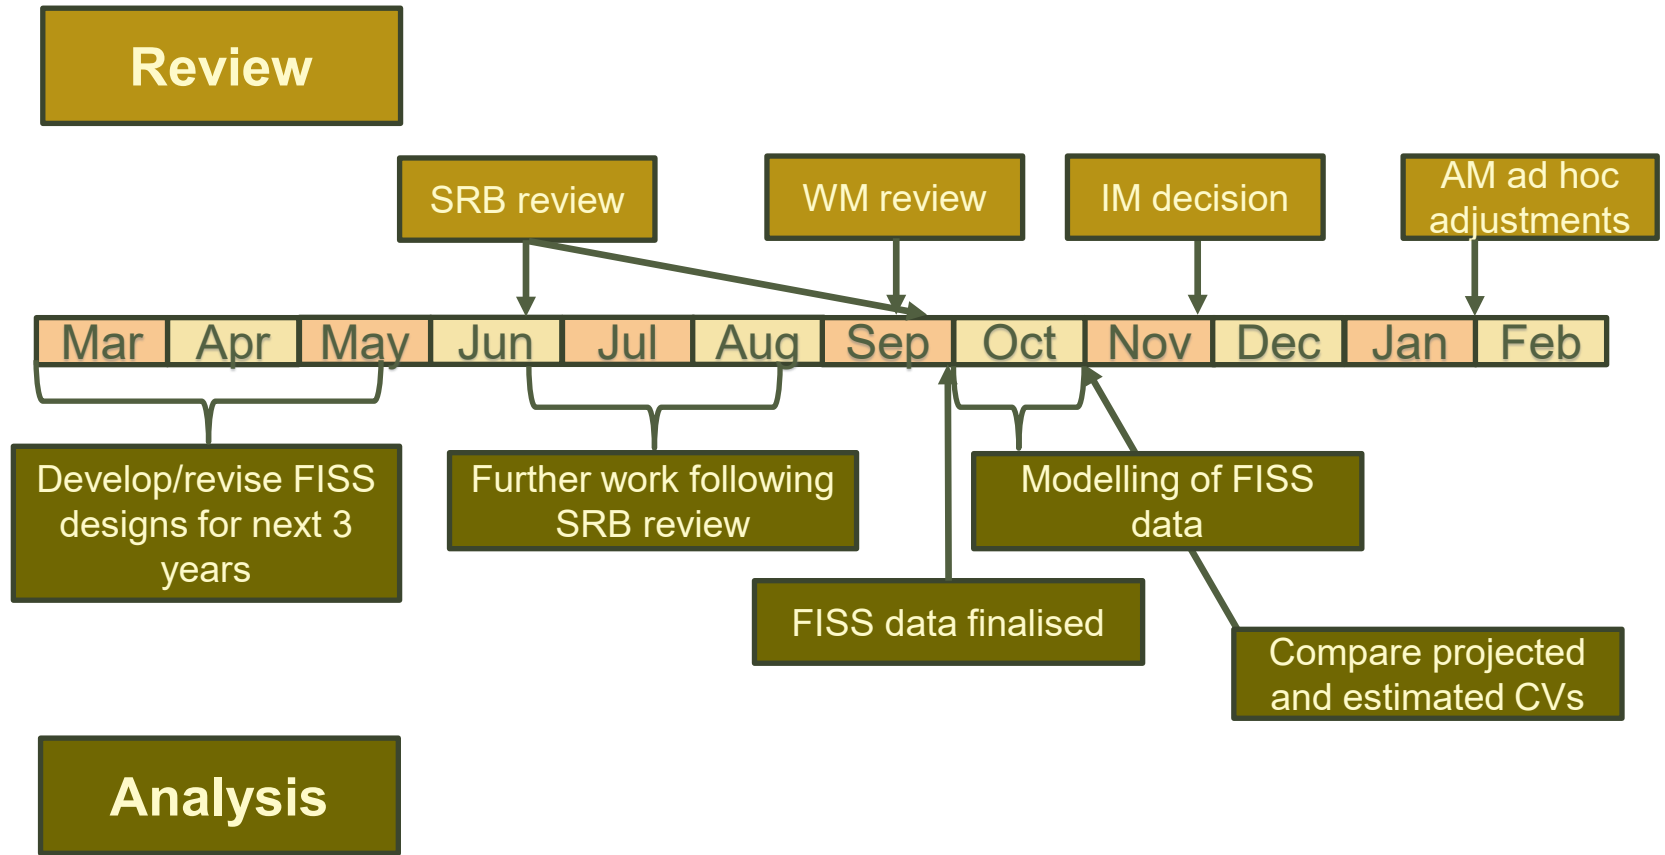 Review
SRB review
WM review
IM decision
AM ad hoc
adjustments
Mar Apr May Jun Jul Aug Sep Oct Nov Dec Jan Feb
Develop/revise FISS
designs for next 3
years
Further work following
SRB review
Modelling of FISS
data
FISS data finalised
Compare projected
and estimated CVs
Analysis